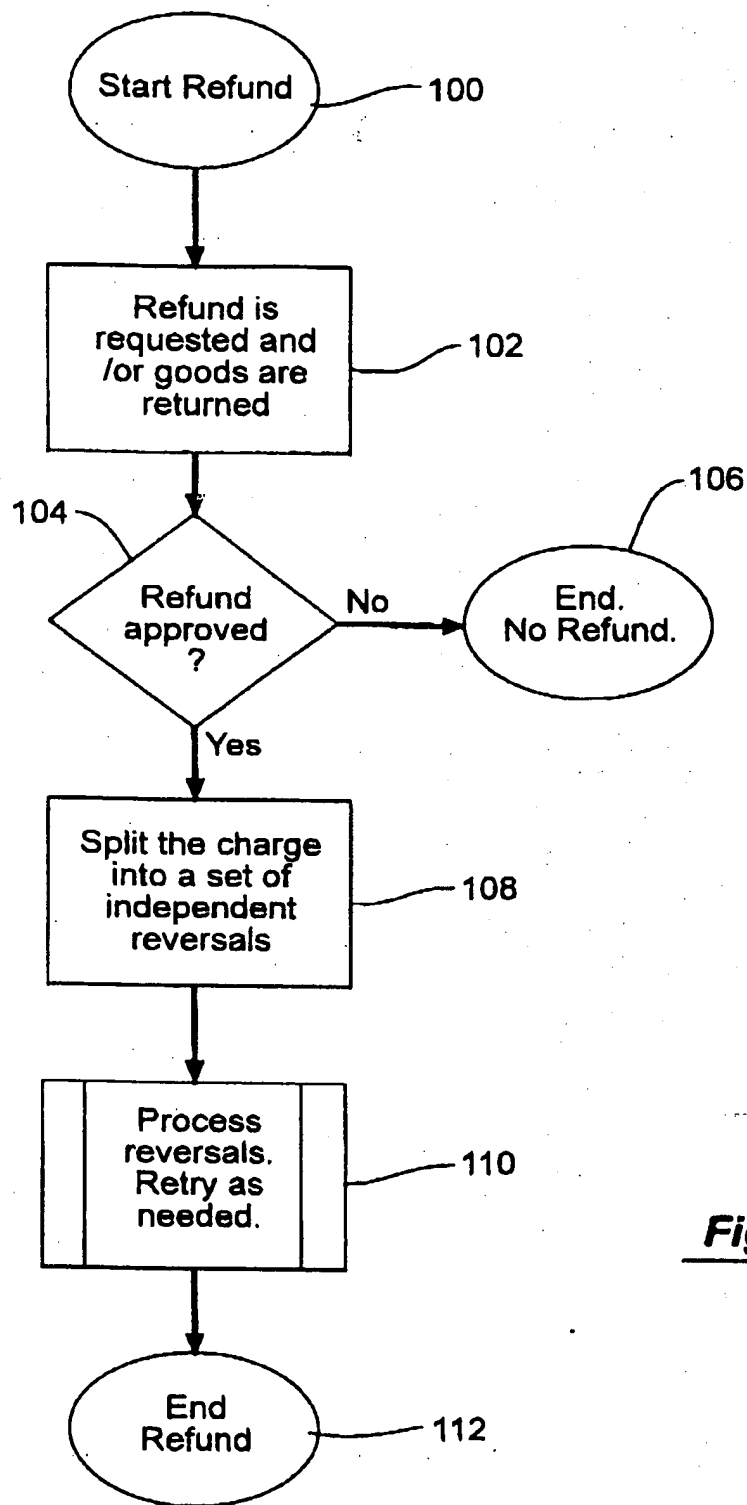 Start Refund
100
Refund is
requested and
/or goods are
returned
102
104
106
Refund
approved
?
No
End.
No Refund.
Yes
Split the charge
into a set of
independent
reversals
108
Process
reversals.
Retry as
needed.
110
End
Refund
112